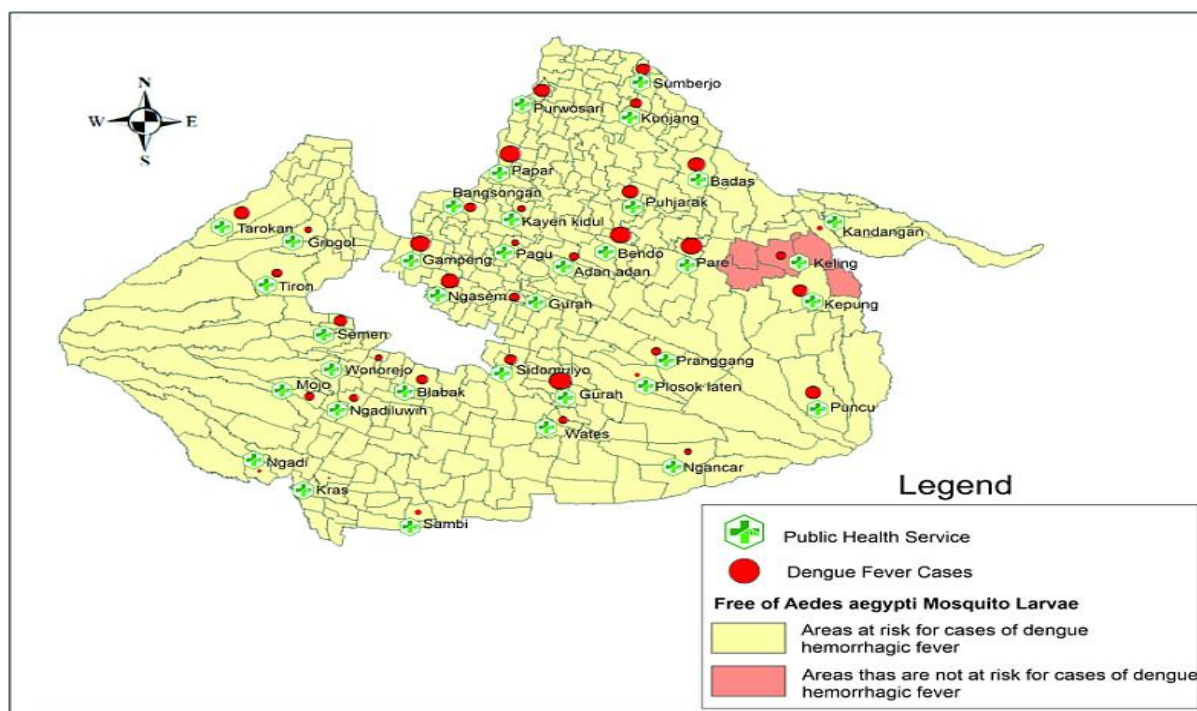 N
W
E
S
Sumberjo
Purwosari
Kunjang
Papar
Badas
Bangsongan
Puhjarak
Kayen kidul
Tarokan
Kandangan
Grogol
Gampeng
Pagu
Bendo
Adan adan
Pare
Keling
Tiron
Ngasem
Gurah
Kepung
Semen
Wonorejo
Sidomulyo
Pranggang
Mojo
Blabak
Gurah
Plosok laten
Ngadiluwih
Puncu
Wates
Ngadi
Ngancar
Kras
Sambi
Legend
Public Health Service
Dengue Fever Cases
Free of Aedes aegypti Mosquito Larvae
Areas at risk for cases of dengue
hemorrhagic fever
Areas thas are not at risk for cases of dengue
hemorrhagic fever